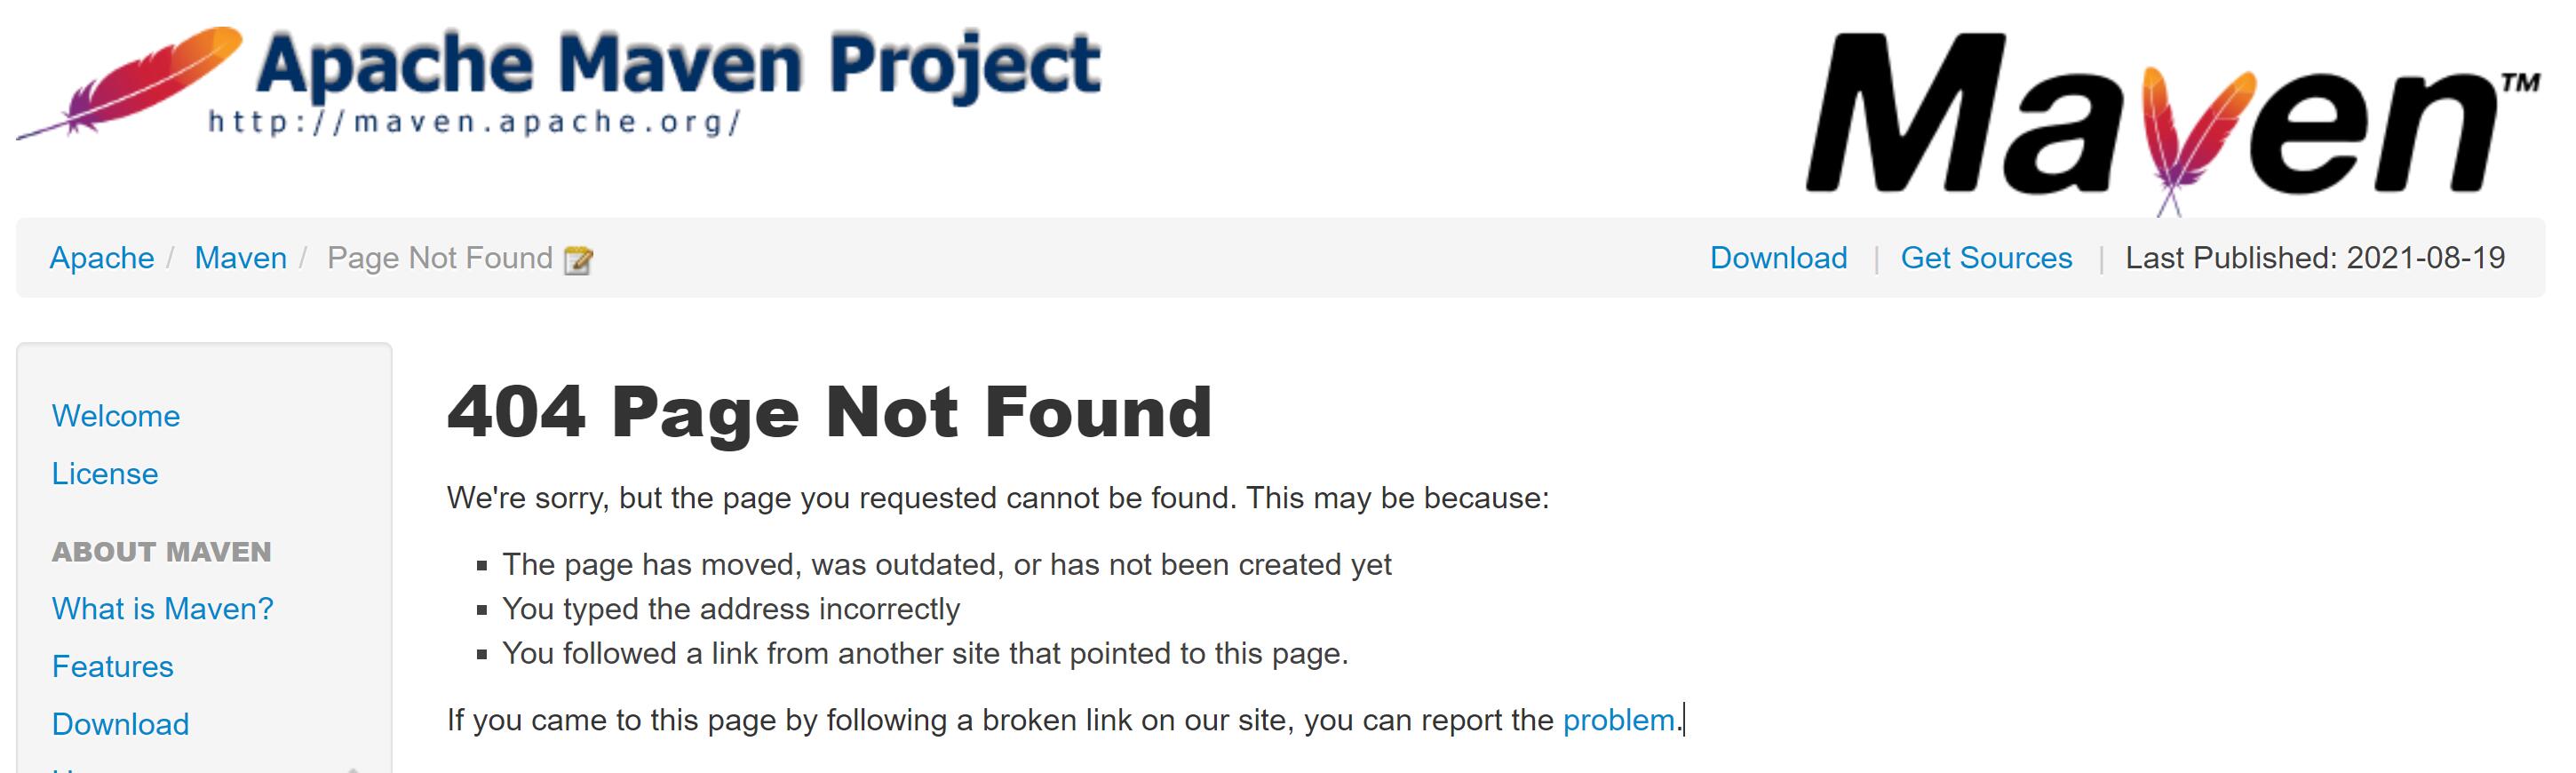 Apache Maven Project
http://maven.apache.org/
Maven™
Apache / Maven / Page Not Found
Download | Get Sources | Last Published: 2021-08-19
Welcome
License
ABOUT MAVEN
What is Maven?
Features
Download
404 Page Not Found
We're sorry, but the page you requested cannot be found. This may be because:
▪ The page has moved, was outdated, or has not been created yet
▪ You typed the address incorrectly
▪ You followed a link from another site that pointed to this page.
If you came to this page by following a broken link on our site, you can report the problem.